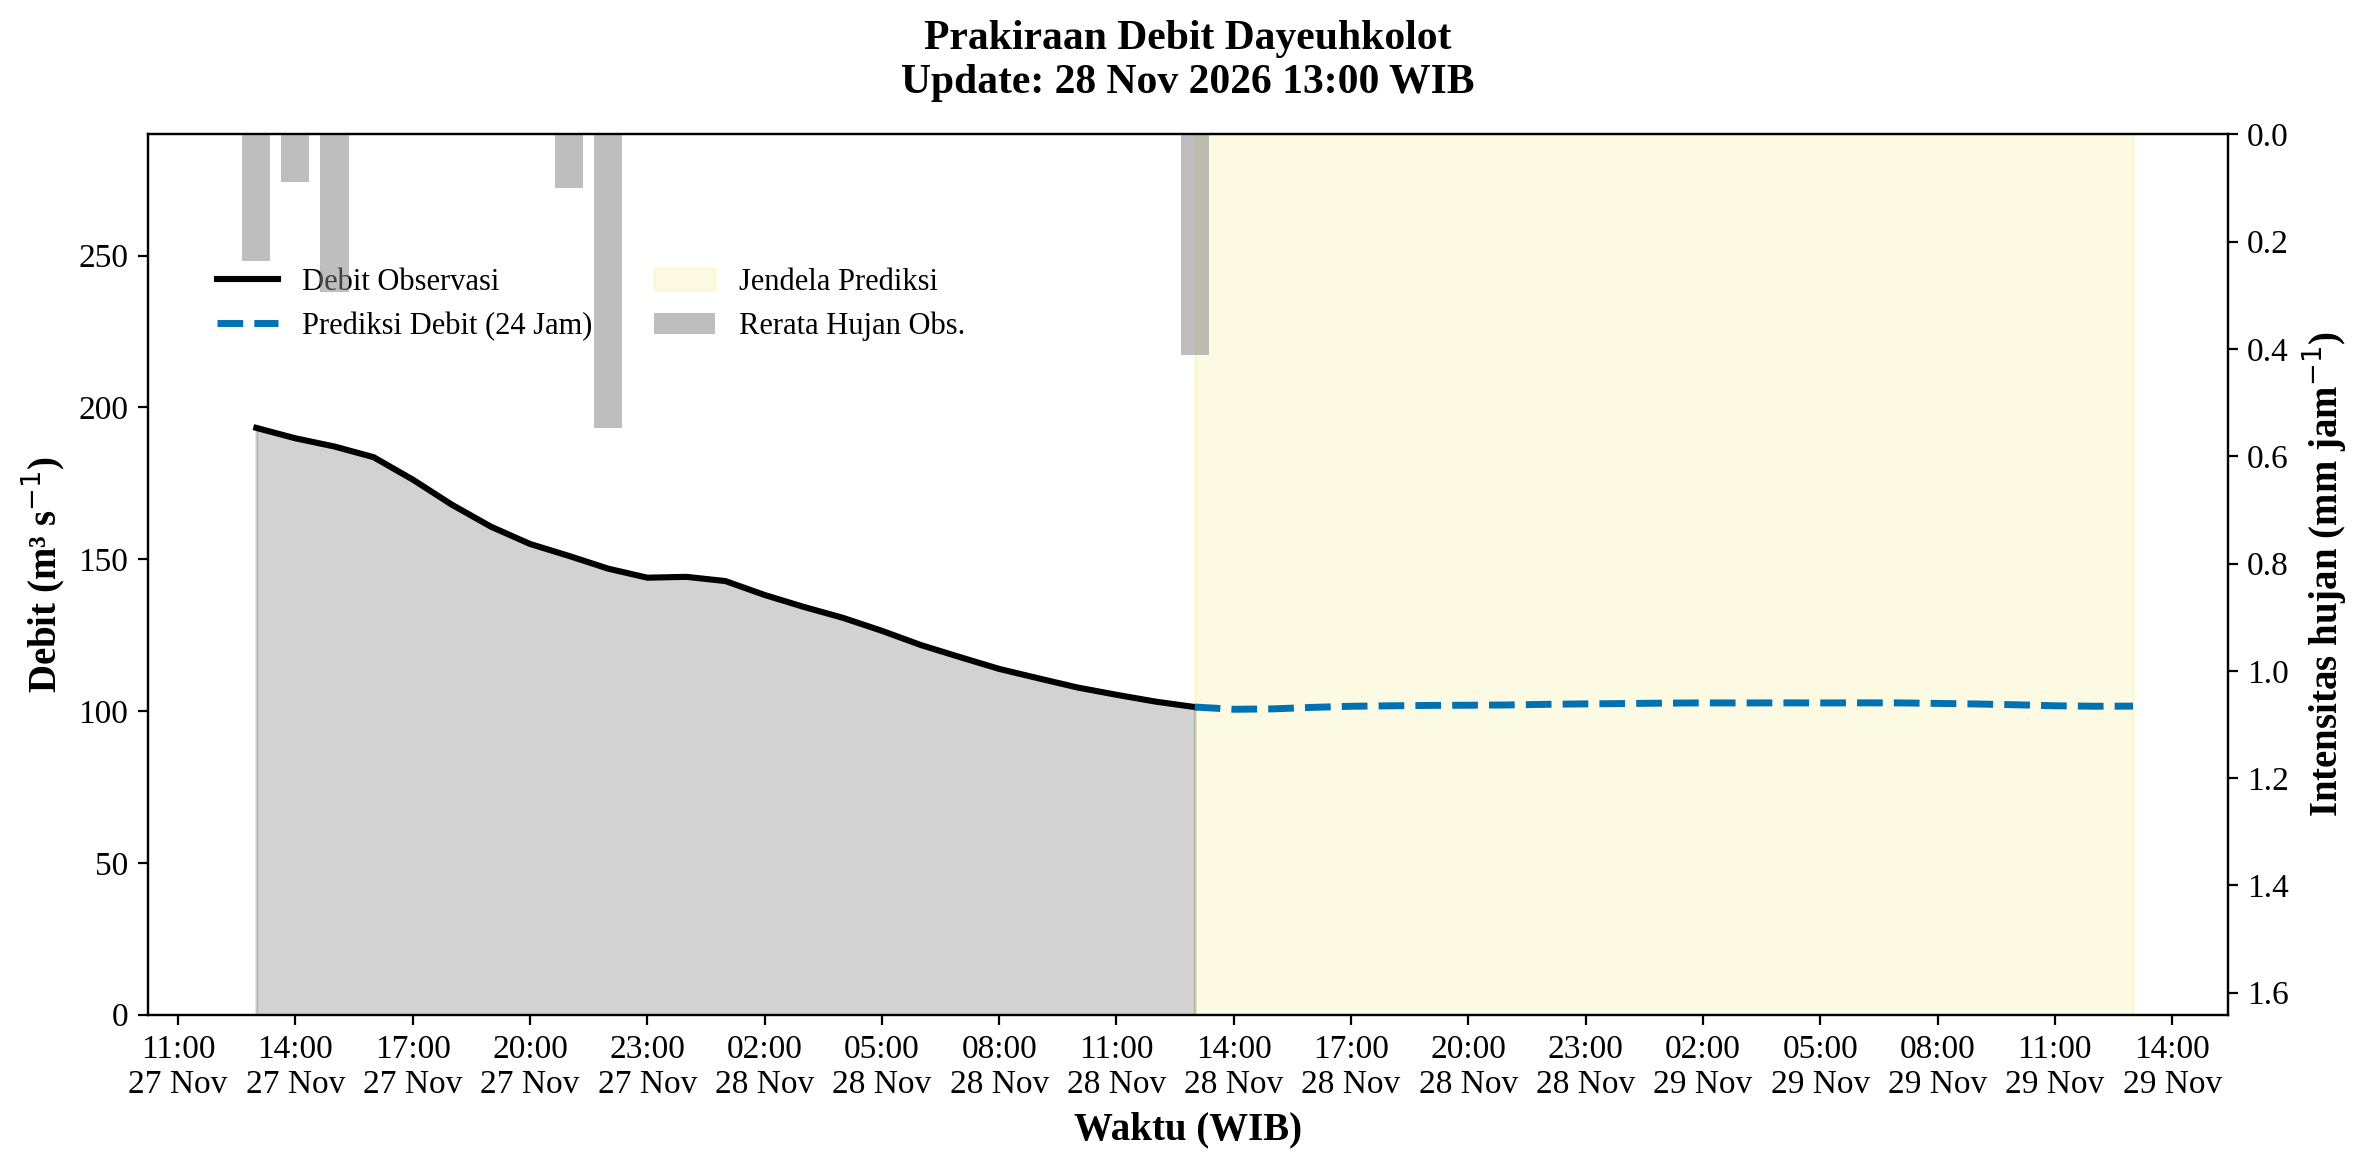 Prakiraan Debit Dayeuhkolot
Update: 28 Nov 2026 13:00 WIB
Debit (m³ s⁻¹)
250
200
150
100
50
0
Debit Observasi
Prediksi Debit (24 Jam)
Jendela Prediksi
Rerata Hujan Obs.
0.0
0.2
0.4
0.6
0.8
1.0
1.2
1.4
1.6
Intensitas hujan (mm jam⁻¹)
11:00 14:00 17:00 20:00 23:00 02:00 05:00 08:00 11:00 14:00 17:00 20:00 23:00 02:00 05:00 08:00 11:00 14:00
27 Nov 27 Nov 27 Nov 27 Nov 27 Nov 28 Nov 28 Nov 28 Nov 28 Nov 28 Nov 28 Nov 28 Nov 28 Nov 29 Nov 29 Nov 29 Nov 29 Nov 29 Nov
Waktu (WIB)